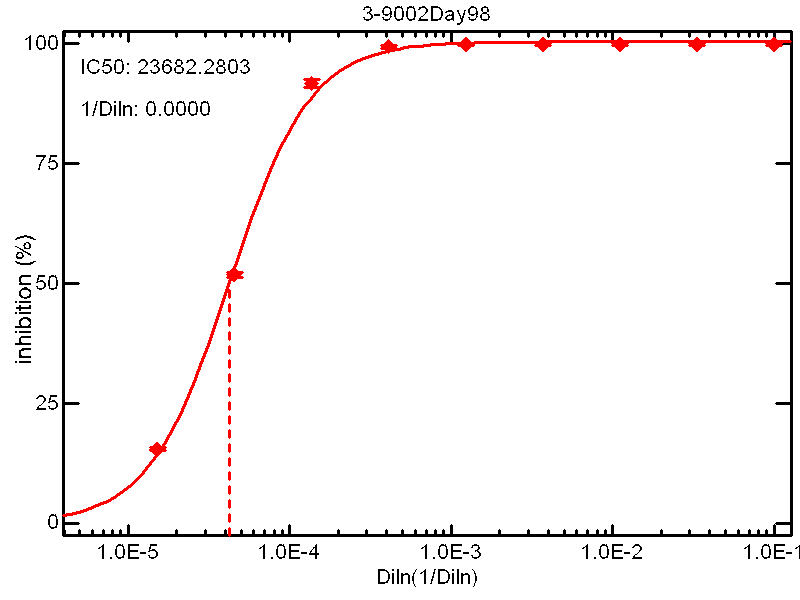 3-9002Day98
100
IC50: 23682.2803
1/Diln: 0.0000
75
50
25
0
inhibition (%)
1.0E-5 1.0E-4 1.0E-3 1.0E-2 1.0E-1
Diln(1/Diln)